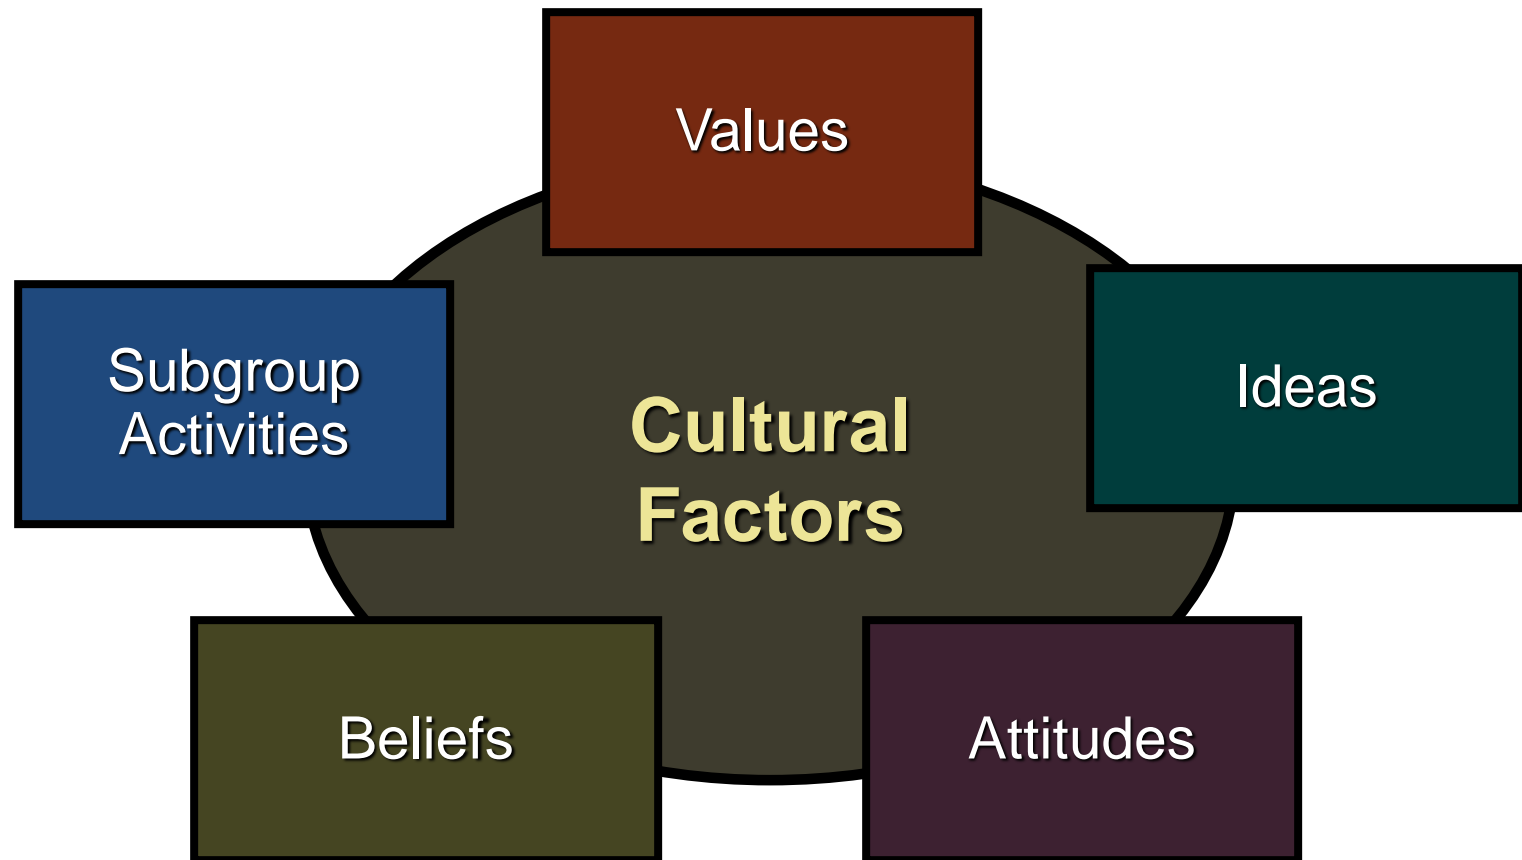 Values
Subgroup
Activities
Ideas
Cultural
Factors
Beliefs
Attitudes